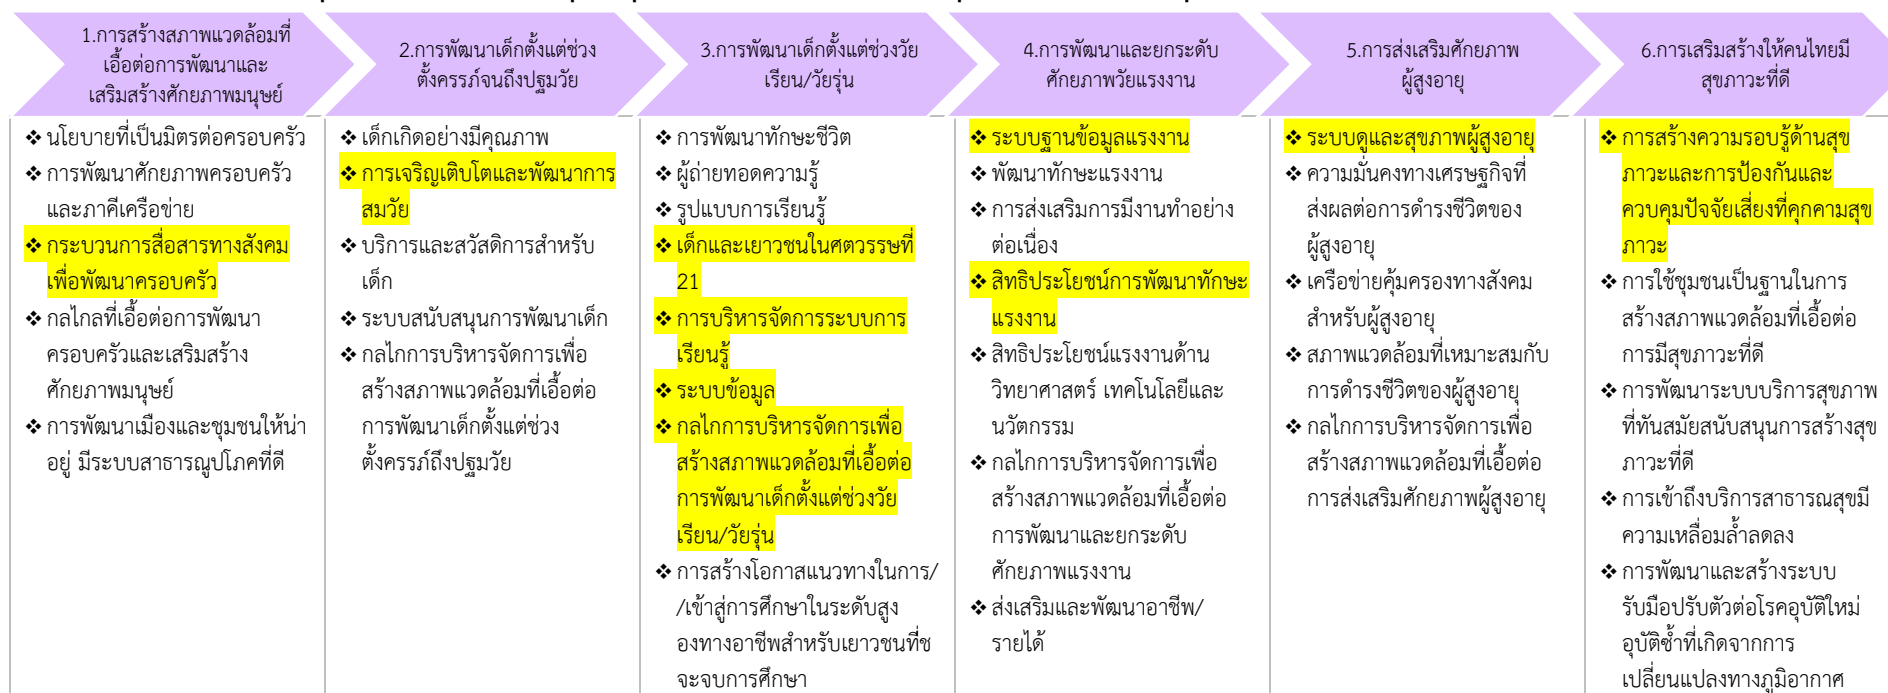 1.การสร้างสภาพแวดล้อมที่
เอื้อต่อการพัฒนาและ
เสริมสร้างศักยภาพมนุษย์
2.การพัฒนาเด็กตั้งแต่ช่วง
ตั้งครรภ์จนถึงปฐมวัย
3.การพัฒนาเด็กตั้งแต่ช่วงวัย
เรียน/วัยรุ่น
4.การพัฒนาและยกระดับ
ศักยภาพวัยแรงงาน
5.การส่งเสริมศักยภาพ
ผู้สูงอายุ
6.การเสริมสร้างให้คนไทยมี
สุขภาวะที่ดี
❖ นโยบายที่เป็นมิตรต่อครอบครัว
❖ การพัฒนาศักยภาพครอบครัว
และภาคีเครือข่าย
❖ กระบวนการสื่อสารทางสังคม
เพื่อพัฒนาครอบครัว
❖ กลไกลที่เอื้อต่อการพัฒนา
ครอบครัวและเสริมสร้าง
ศักยภาพมนุษย์
❖ การพัฒนาเมืองและชุมชนให้น่า
อยู่ มีระบบสาธารณูปโภคที่ดี
❖ เด็กเกิดอย่างมีคุณภาพ
❖ การเจริญเติบโตและพัฒนาการ
สมวัย
❖ บริการและสวัสดิการสำหรับ
เด็ก
❖ ระบบสนับสนุนการพัฒนาเด็ก
❖ กลไกการบริหารจัดการเพื่อ
สร้างสภาพแวดล้อมที่เอื้อต่อ
การพัฒนาเด็กตั้งแต่ช่วง
ตั้งครรภ์ถึงปฐมวัย
❖ การพัฒนาทักษะชีวิต
❖ ผู้ถ่ายทอดความรู้
❖ รูปแบบการเรียนรู้
❖ เด็กและเยาวชนในศตวรรษที่
21
❖ การบริหารจัดการระบบการ
เรียนรู้
❖ ระบบข้อมูล
❖ กลไกการบริหารจัดการเพื่อ
สร้างสภาพแวดล้อมที่เอื้อต่อ
การพัฒนาเด็กตั้งแต่ช่วงวัย
เรียน/วัยรุ่น
❖ การสร้างโอกาสแนวทางในการ/
/เข้าสู่การศึกษาในระดับสูง
องทางอาชีพสำหรับเยาวชนที่ช
จะจบการศึกษา
❖ ระบบฐานข้อมูลแรงงาน
❖ พัฒนาทักษะแรงงาน
❖ การส่งเสริมการมีงานทำอย่าง
ต่อเนื่อง
❖ สิทธิประโยชน์การพัฒนาทักษะ
แรงงาน
❖ สิทธิประโยชน์แรงงานด้าน
วิทยาศาสตร์ เทคโนโลยีและ
นวัตกรรม
❖ กลไกการบริหารจัดการเพื่อ
สร้างสภาพแวดล้อมที่เอื้อต่อ
การพัฒนาและยกระดับ
ศักยภาพแรงงาน
❖ ส่งเสริมและพัฒนาอาชีพ/
รายได้
❖ ระบบดูและสุขภาพผู้สูงอายุ
❖ ความมั่นคงทางเศรษฐกิจที่
ส่งผลต่อการดำรงชีวิตของ
ผู้สูงอายุ
❖ เครือข่ายคุ้มครองทางสังคม
สำหรับผู้สูงอายุ
❖ สภาพแวดล้อมที่เหมาะสมกับ
การดำรงชีวิตของผู้สูงอายุ
❖ กลไกการบริหารจัดการเพื่อ
สร้างสภาพแวดล้อมที่เอื้อต่อ
การส่งเสริมศักยภาพผู้สูงอายุ
❖ การสร้างความรอบรู้ด้านสุข
ภาวะและการป้องกันและ
ควบคุมปัจจัยเสี่ยงที่คุกคามสุข
ภาวะ
❖ การใช้ชุมชนเป็นฐานในการ
สร้างสภาพแวดล้อมที่เอื้อต่อ
การมีสุขภาวะที่ดี
❖ การพัฒนาระบบบริการสุขภาพ
ที่ทันสมัยสนับสนุนการสร้างสุข
ภาวะที่ดี
❖ การเข้าถึงบริการสาธารณสุขมี
ความเหลื่อมล้ำลดลง
❖ การพัฒนาและสร้างระบบ
รับมือปรับตัวต่อโรคอุบัติใหม่
อุบัติซ้ำที่เกิดจากการ
เปลี่ยนแปลงทางภูมิอากาศ